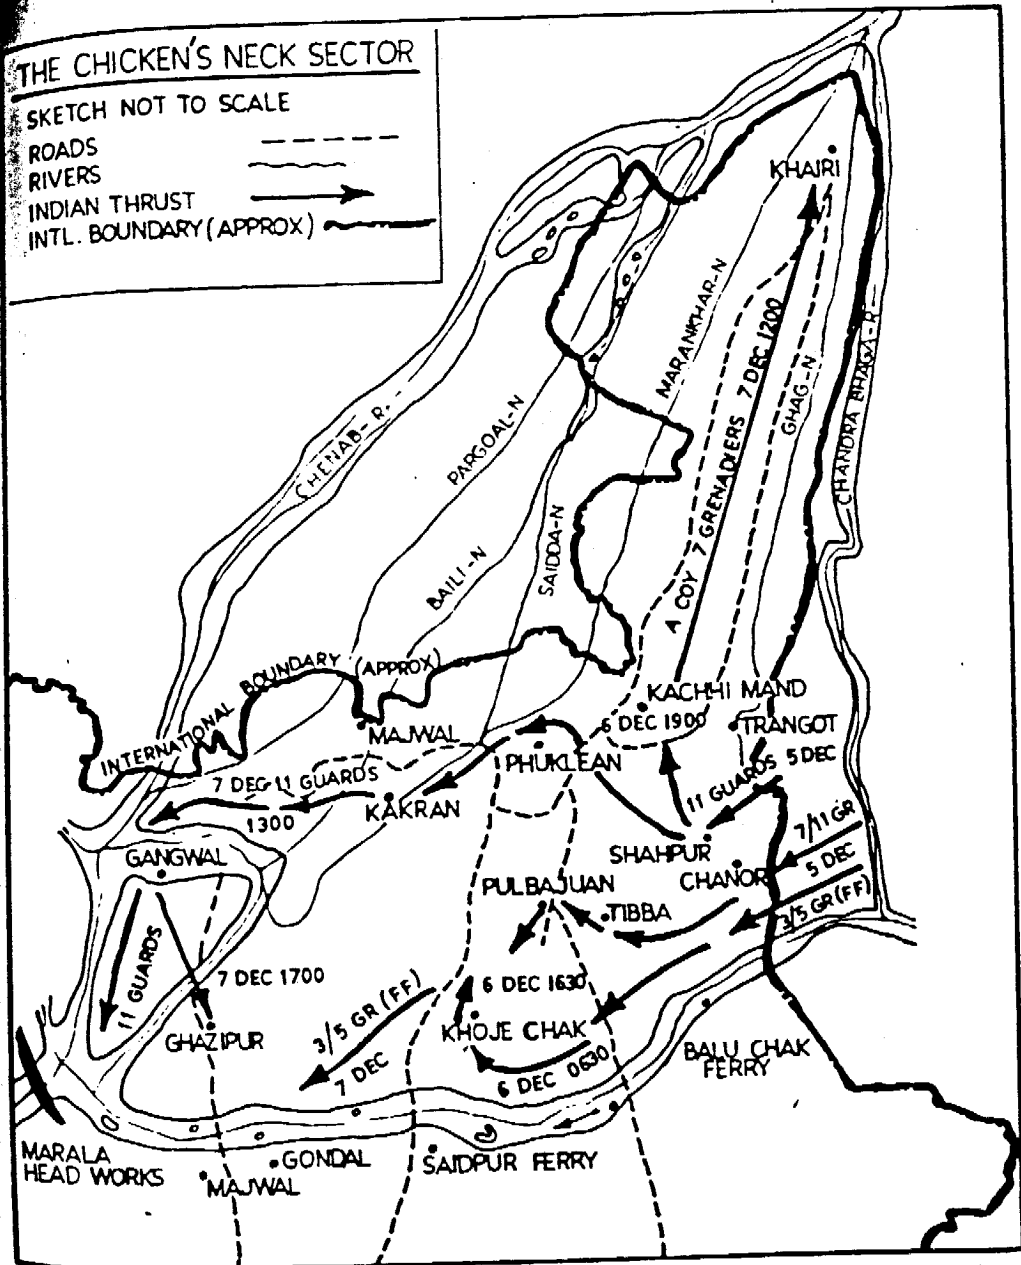 THE CHICKEN'S NECK SECTOR
SKETCH NOT TO SCALE
ROADS
RIVERS
INDIAN THRUST
INTL. BOUNDARY (APPROX)
KHAIRI
MARANKHAR-N
7 DEC 1200
A COY 7 GRENADIERS
GHAG-N
CHANDRA BHAGA-R
CHENAB-R.
PARGOAL-N
BAILI-N
SAIDDA-N
INTERNATIONAL BOUNDARY (APPROX)
KACHHI MAND
6 DEC 1900
TRANGOT
MAJWAL
PHUKLEAN
7 DEC 11 GUARDS
1300
KAKRAN
11 GUARDS 5 DEC
7/11 GR
5 DEC
3/5 GR (FF)
SHAHPUR
CHANOR
GANGWAL
PULBAJUAN
TIBBA
11 GUARDS
7 DEC 1700
GHAZIPUR
3/5 GR (FF)
7 DEC
6 DEC 1630
KHOJE CHAK
6 DEC 0630
BALU CHAK
FERRY
MARALA
HEAD WORKS
MAJWAL
GONDAL
SAIDPUR FERRY